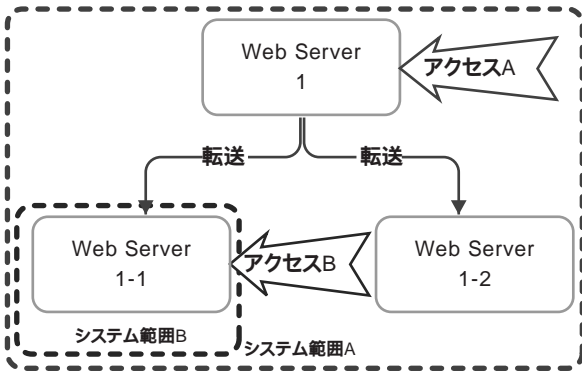 Web Server
1
アクセスA
転送
転送
Web Server
1-1
アクセスB
Web Server
1-2
システム範囲B
システム範囲A